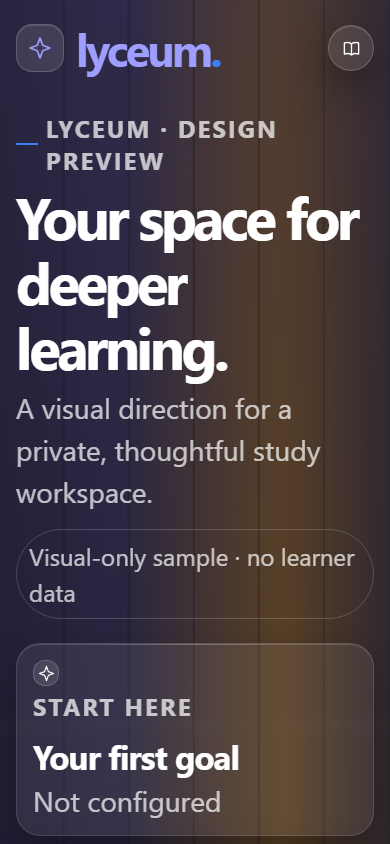 lyceum.
LYCEUM · DESIGN
PREVIEW
Your space for
deeper
learning.
A visual direction for a
private, thoughtful study
workspace.
Visual-only sample · no learner
data
START HERE
Your first goal
Not configured